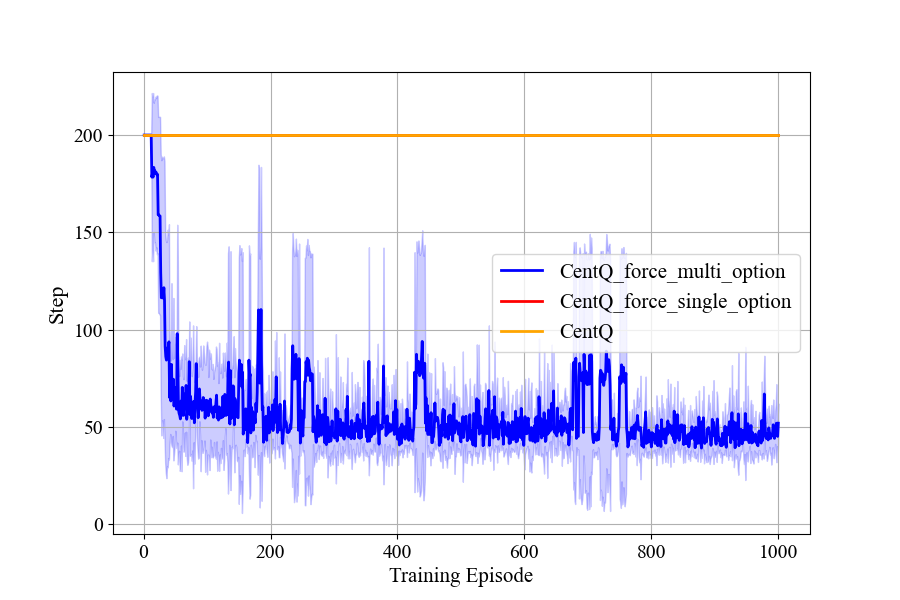 200
150
100
50
0
Step
CentQ_force_multi_option
CentQ_force_single_option
CentQ
0 200 400 600 800 1000
Training Episode